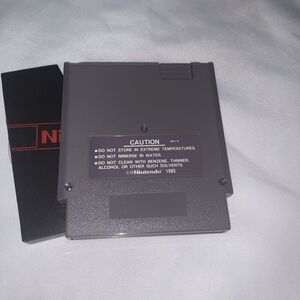 Ni
CAUTION
• DO NOT STORE IN EXTREME TEMPERATURES.
• DO NOT IMMERSE IN WATER.
• DO NOT CLEAN WITH BENZENE, THINNER,
ALCOHOL OR OTHER SUCH SOLVENTS.
Nintendo 1985